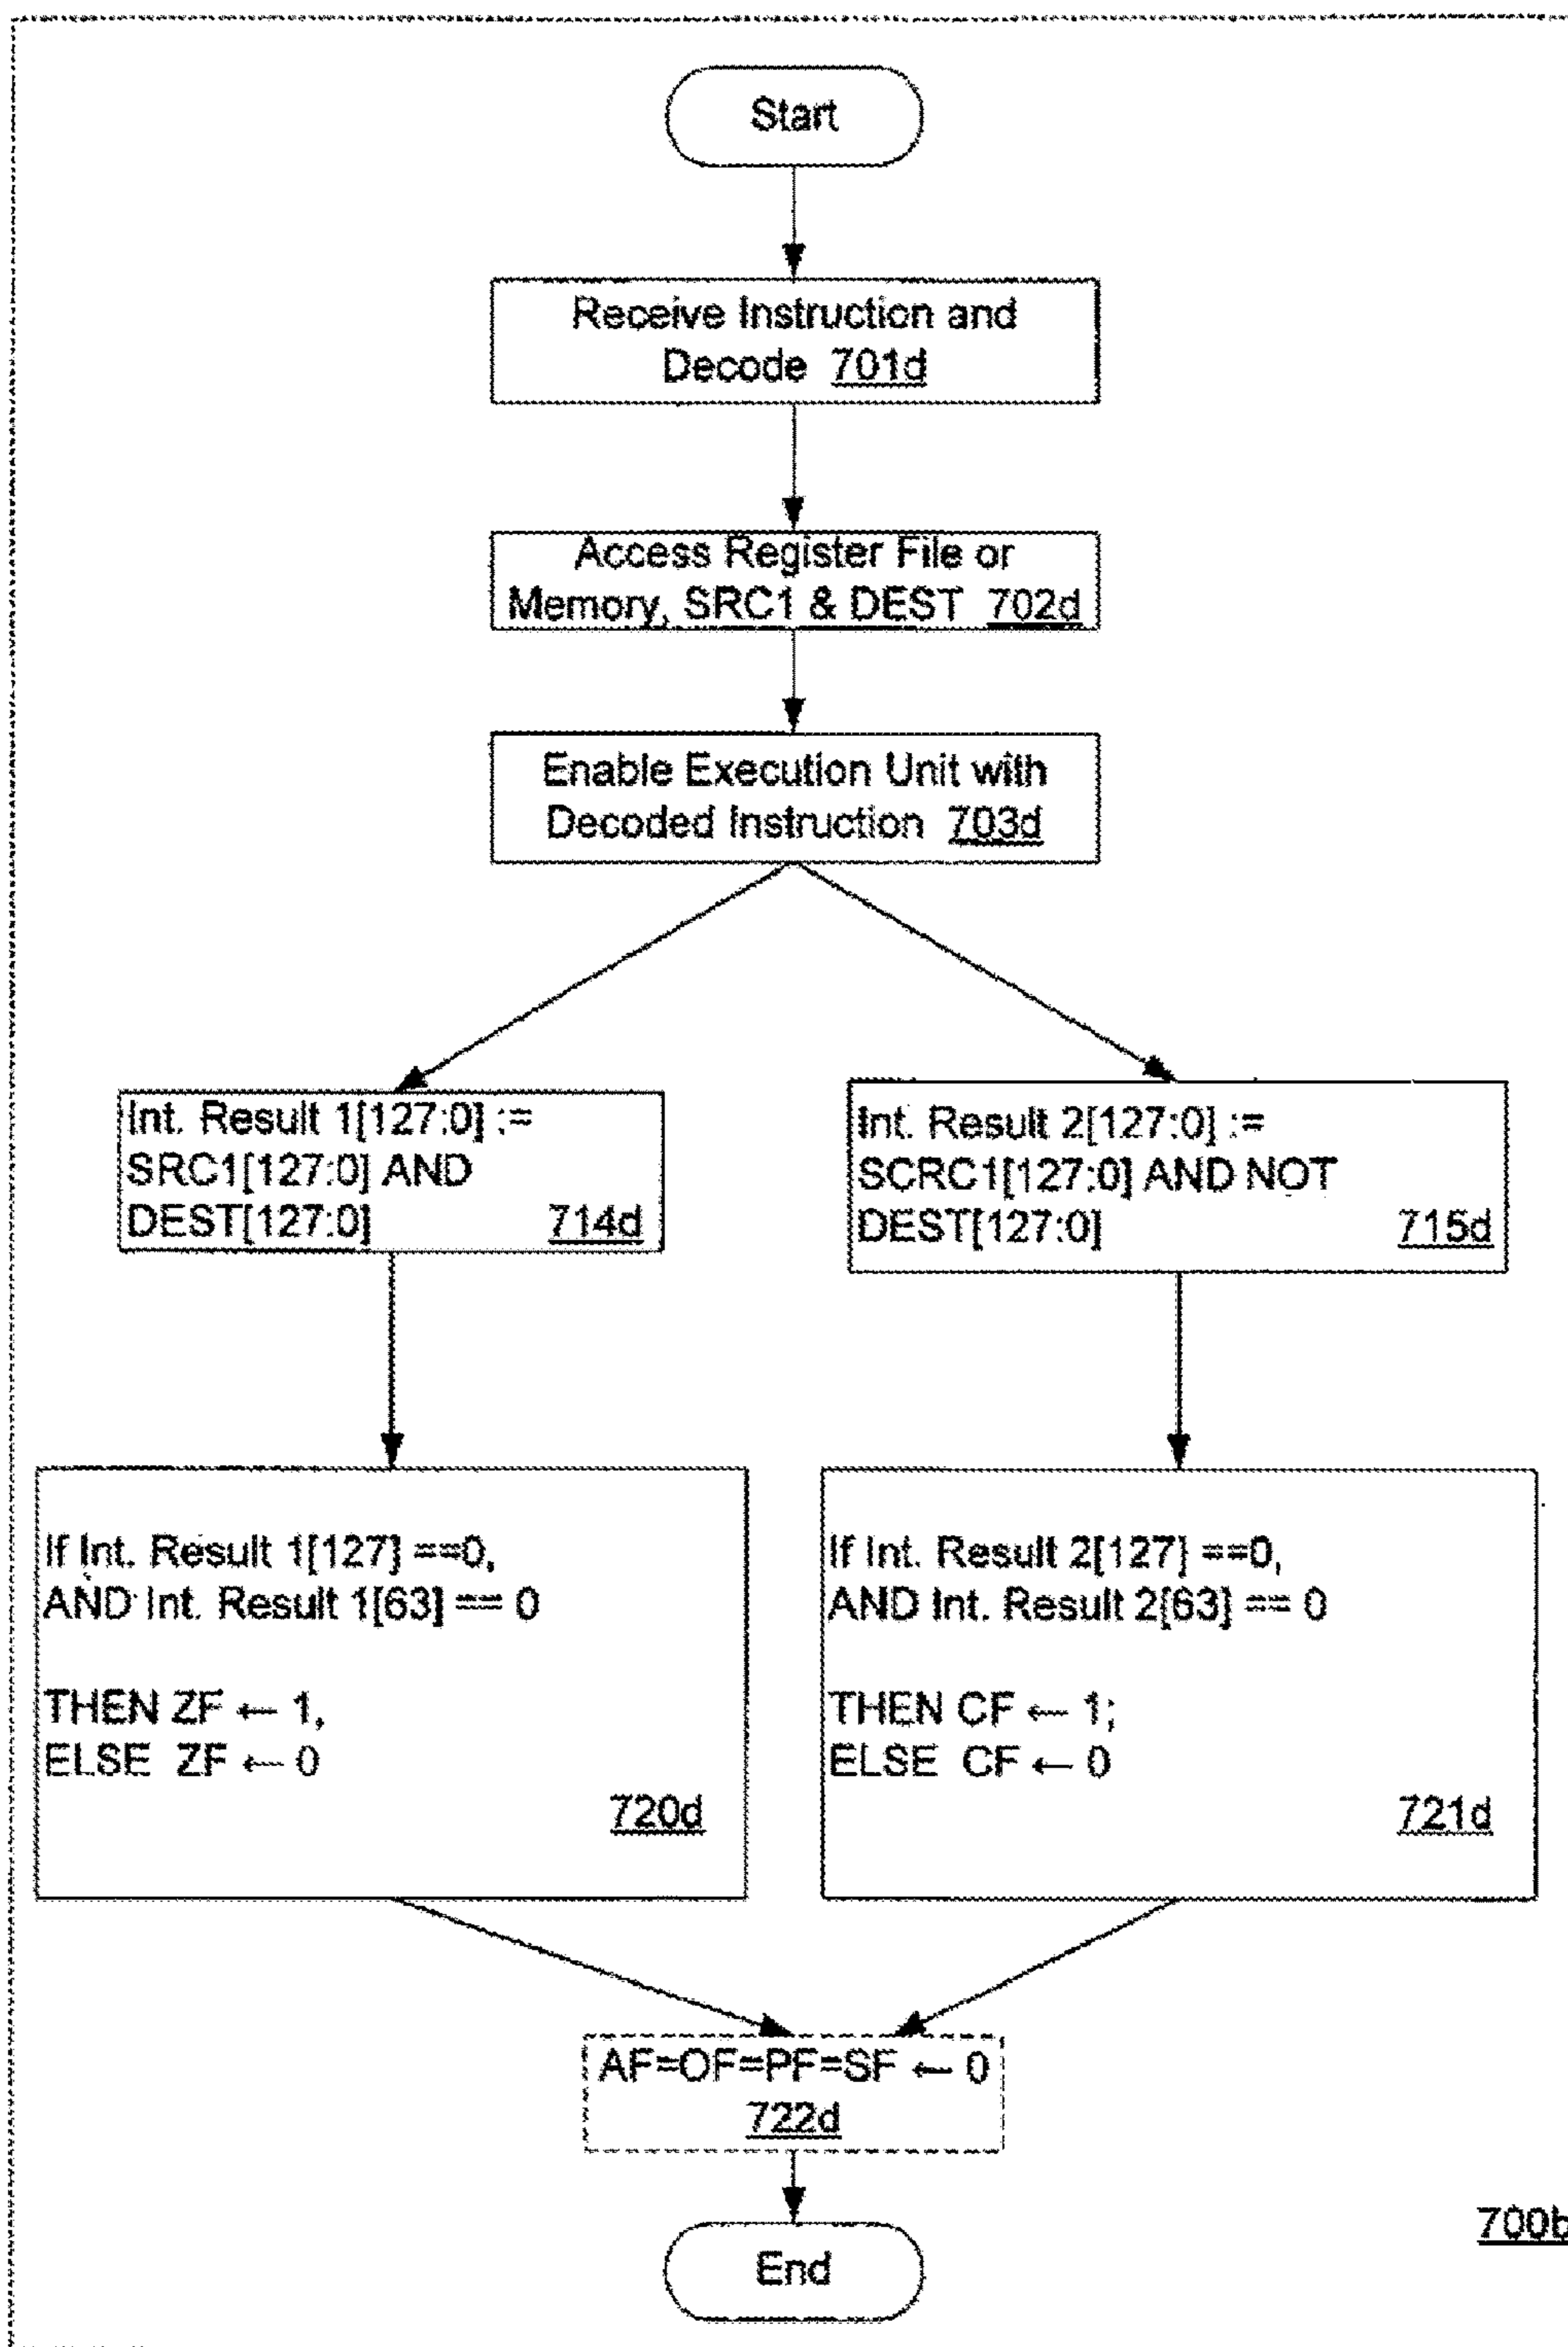 Start
Receive Instruction and
Decode 701d
Access Register File or
Memory, SRC1 & DEST 702d
Enable Execution Unit with
Decoded Instruction 703d
Int. Result 1[127:0] :=
SRC1[127:0] AND
DEST[127:0] 714d
Int. Result 2[127:0] :=
SCRC1[127:0] AND NOT
DEST[127:0] 715d
If Int. Result 1[127] ==0,
AND Int. Result 1[63] == 0
THEN ZF ← 1,
ELSE ZF ← 0
720d
If Int. Result 2[127] ==0,
AND Int. Result 2[63] == 0
THEN CF ← 1;
ELSE CF ← 0
721d
AF=OF=PF=SF ← 0
722d
End
700b